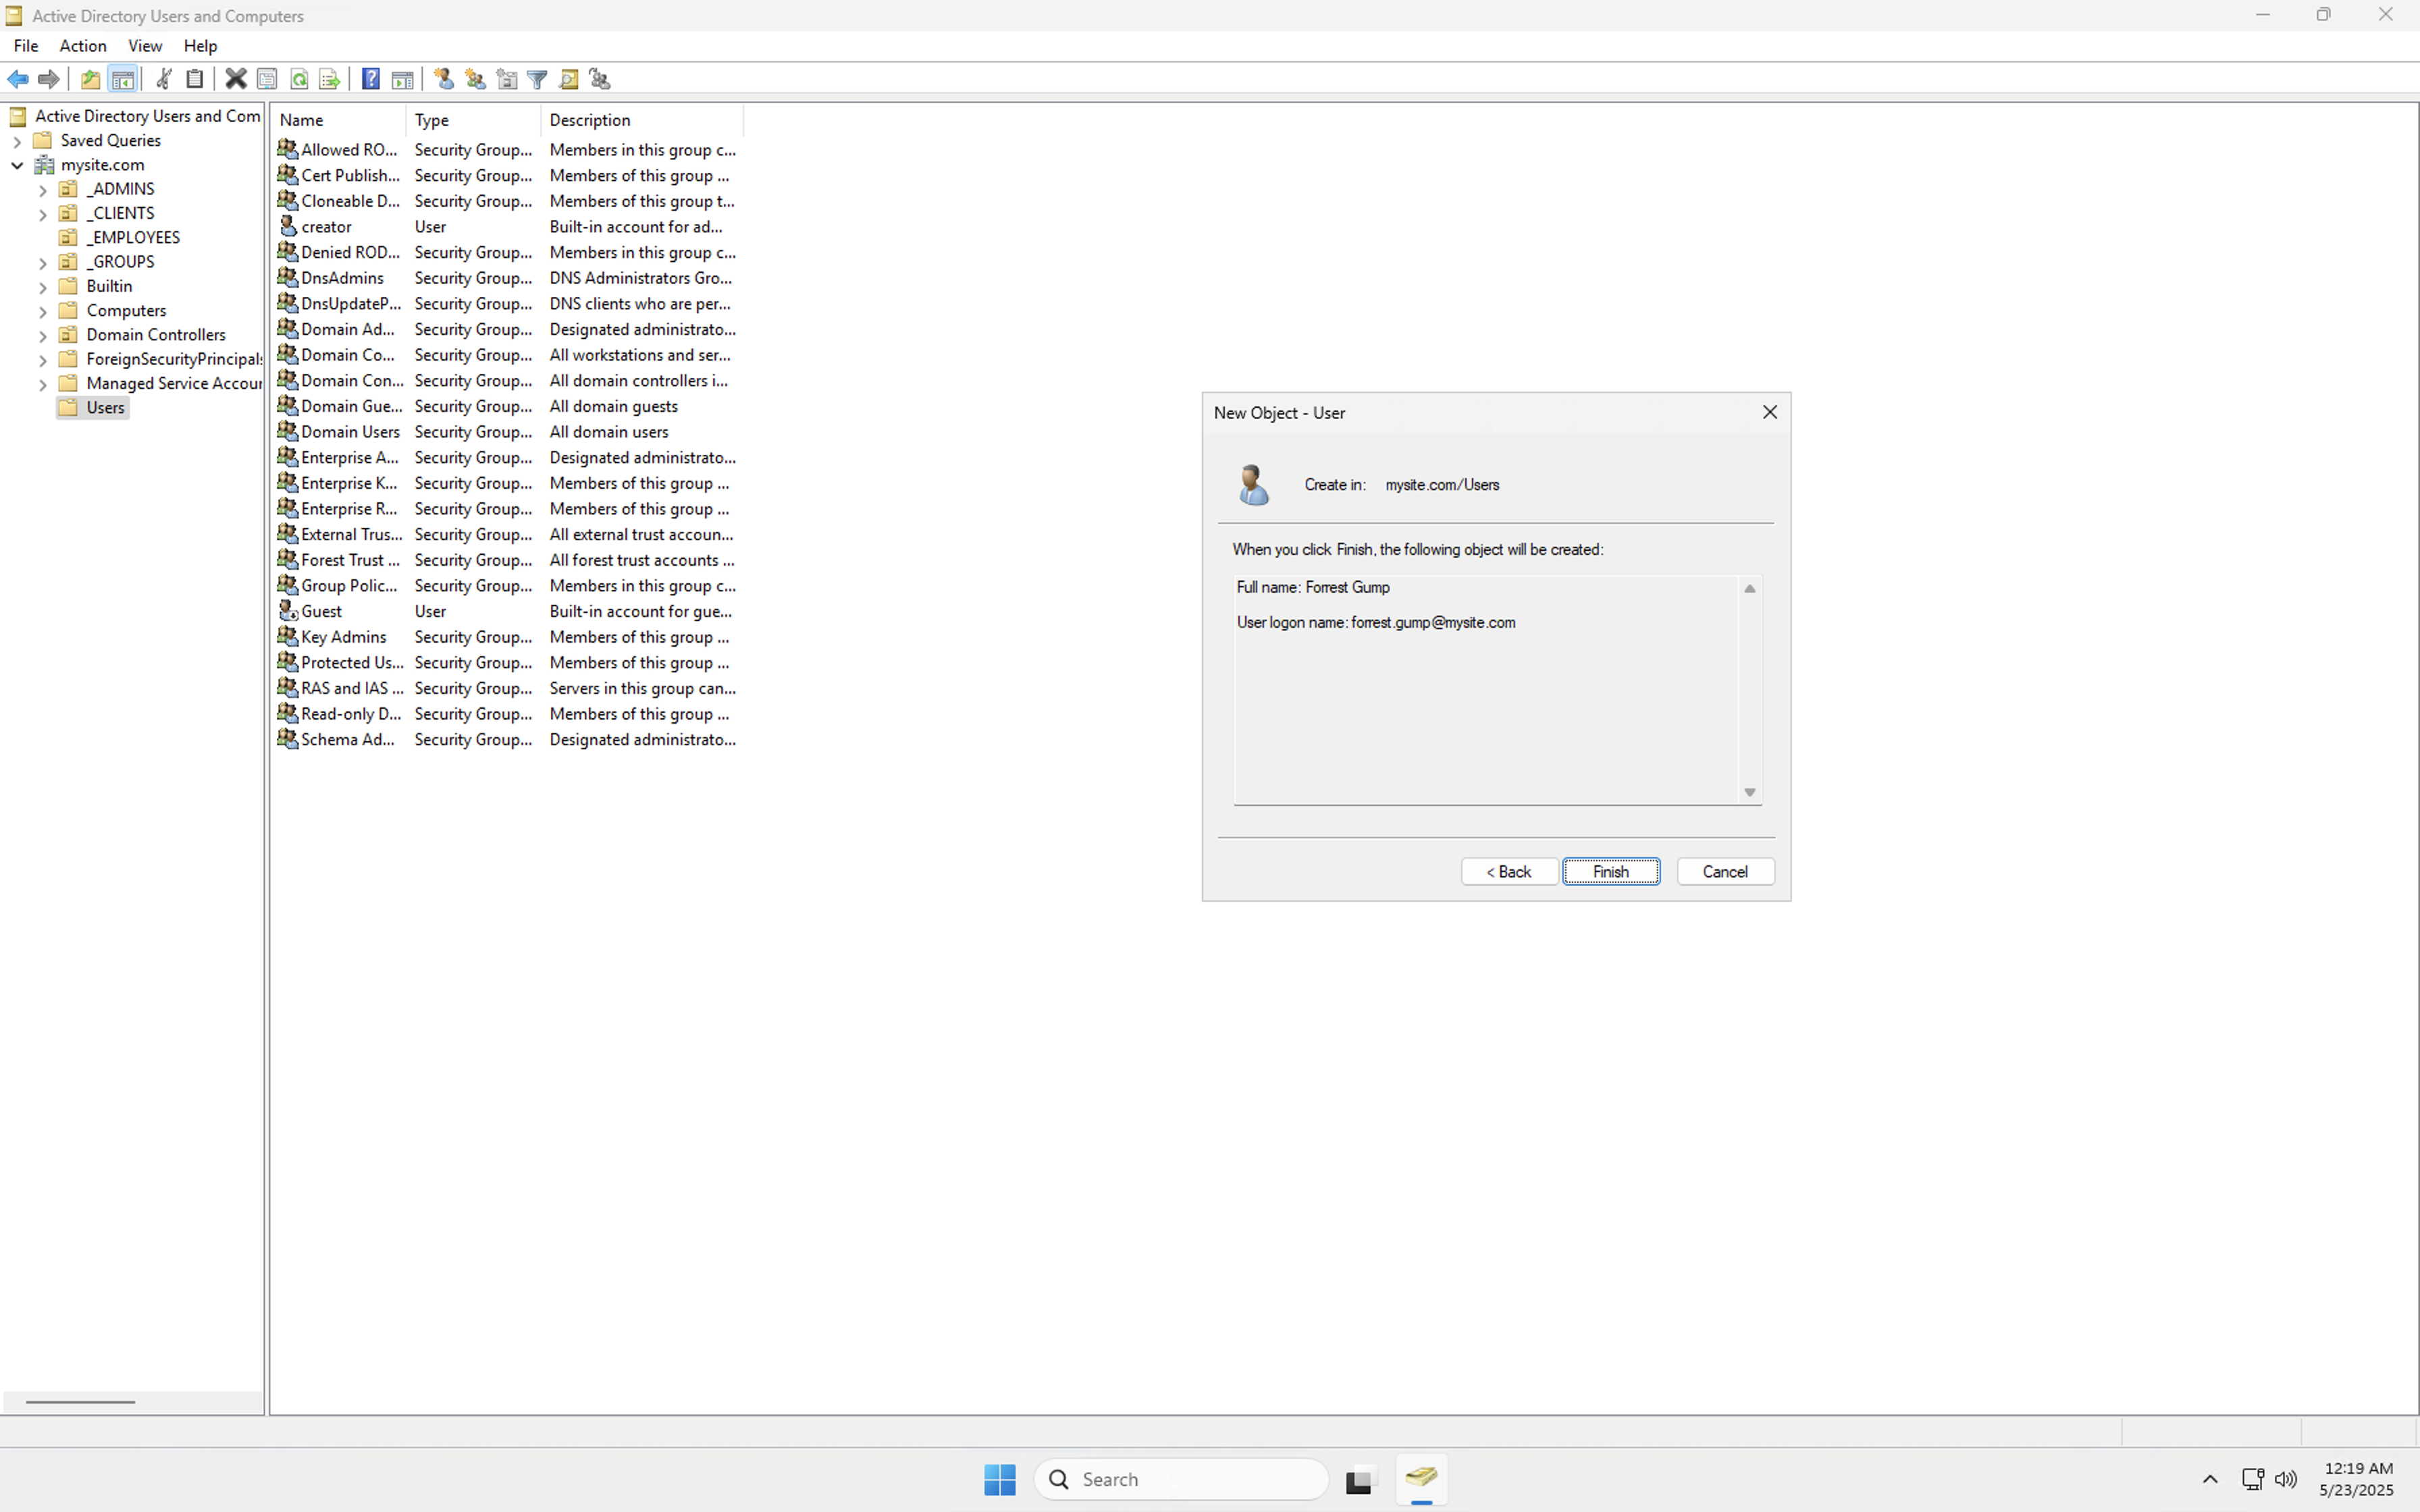 Active Directory Users and Computers
File Action View Help
Active Directory Users and Com
Saved Queries
mysite.com
_ADMINS
_CLIENTS
_EMPLOYEES
_GROUPS
Builtin
Computers
Domain Controllers
ForeignSecurityPrincipals
Managed Service Accour
Users
Name Type Description
Allowed RO... Security Group... Members in this group c...
Cert Publish... Security Group... Members of this group ...
Cloneable D... Security Group... Members of this group t...
creator User Built-in account for ad...
Denied ROD... Security Group... Members in this group c...
DnsAdmins Security Group... DNS Administrators Gro...
DnsUpdateP... Security Group... DNS clients who are per...
Domain Ad... Security Group... Designated administrato...
Domain Co... Security Group... All workstations and ser...
Domain Con... Security Group... All domain controllers i...
Domain Gue... Security Group... All domain guests
Domain Users Security Group... All domain users
Enterprise A... Security Group... Designated administrato...
Enterprise K... Security Group... Members of this group ...
Enterprise R... Security Group... Members of this group ...
External Trus... Security Group... All external trust accoun...
Forest Trust ... Security Group... All forest trust accounts ...
Group Polic... Security Group... Members in this group c...
Guest User Built-in account for gue...
Key Admins Security Group... Members of this group ...
Protected Us... Security Group... Members of this group ...
RAS and IAS ... Security Group... Servers in this group can...
Read-only D... Security Group... Members of this group ...
Schema Ad... Security Group... Designated administrato...
New Object - User
Create in: mysite.com/Users
When you click Finish, the following object will be created:
Full name: Forrest Gump
User logon name: forrest.gump@mysite.com
< Back Finish Cancel
Search
12:19 AM
5/23/2025